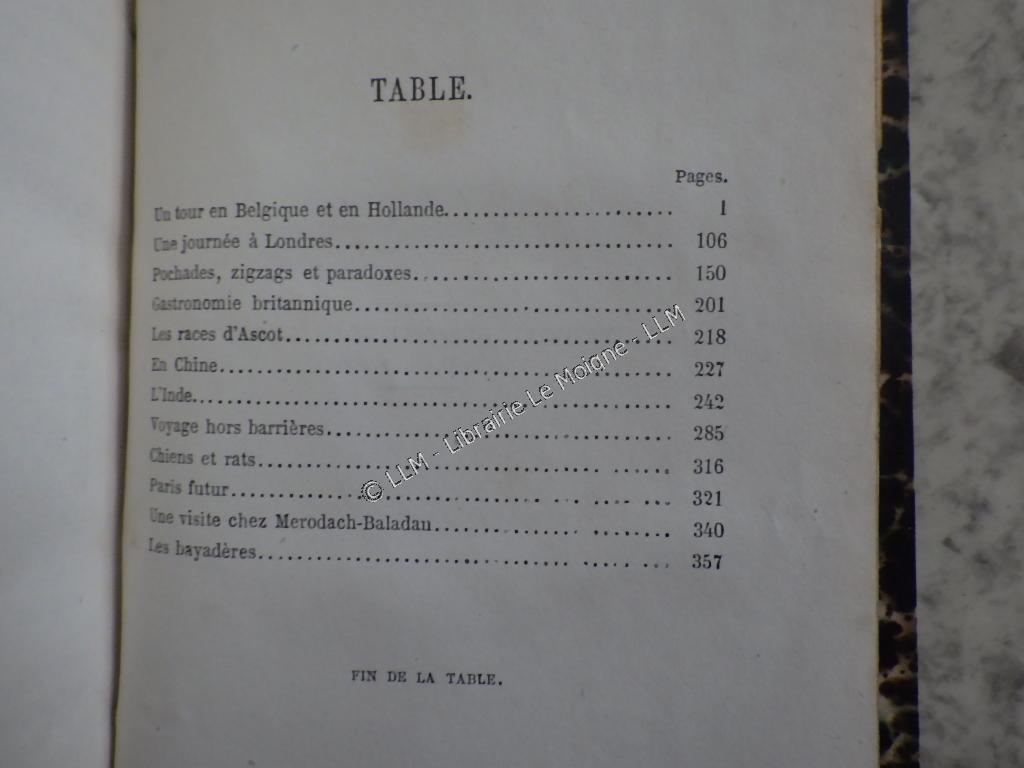 TABLE.
Pages.
Un tour en Belgique et en Hollande........................ 1
Une journée à Londres.................................... 106
Pochades, zigzags et paradoxes........................... 150
Gastronomie britannique.................................. 201
Les races d'Ascot........................................ 218
En Chine................................................. 227
L'Inde................................................... 242
Voyage hors barrières.................................... 285
Chiens et rats................................. ...... 316
Paris futur............................... .... ....... 321
Une visite chez Merodach-Baladan............... ....... 340
Les bayadères................................ ..... ... 357
© LLM - Librairie Le Moigne - LLM
FIN DE LA TABLE.